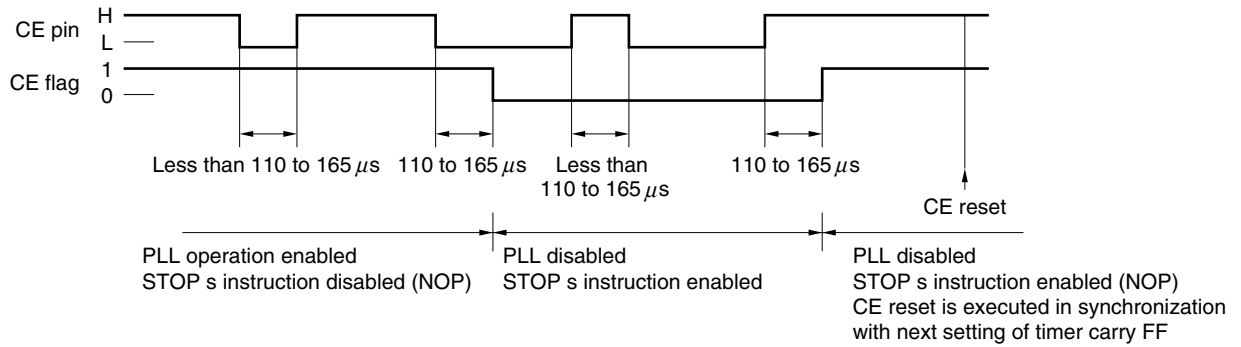 CE pin
H
L
CE flag
1
0
Less than 110 to 165 μs
110 to 165 μs
Less than
110 to 165 μs
110 to 165 μs
CE reset
PLL operation enabled
STOP s instruction disabled (NOP)
PLL disabled
STOP s instruction enabled
PLL disabled
STOP s instruction enabled (NOP)
CE reset is executed in synchronization
with next setting of timer carry FF